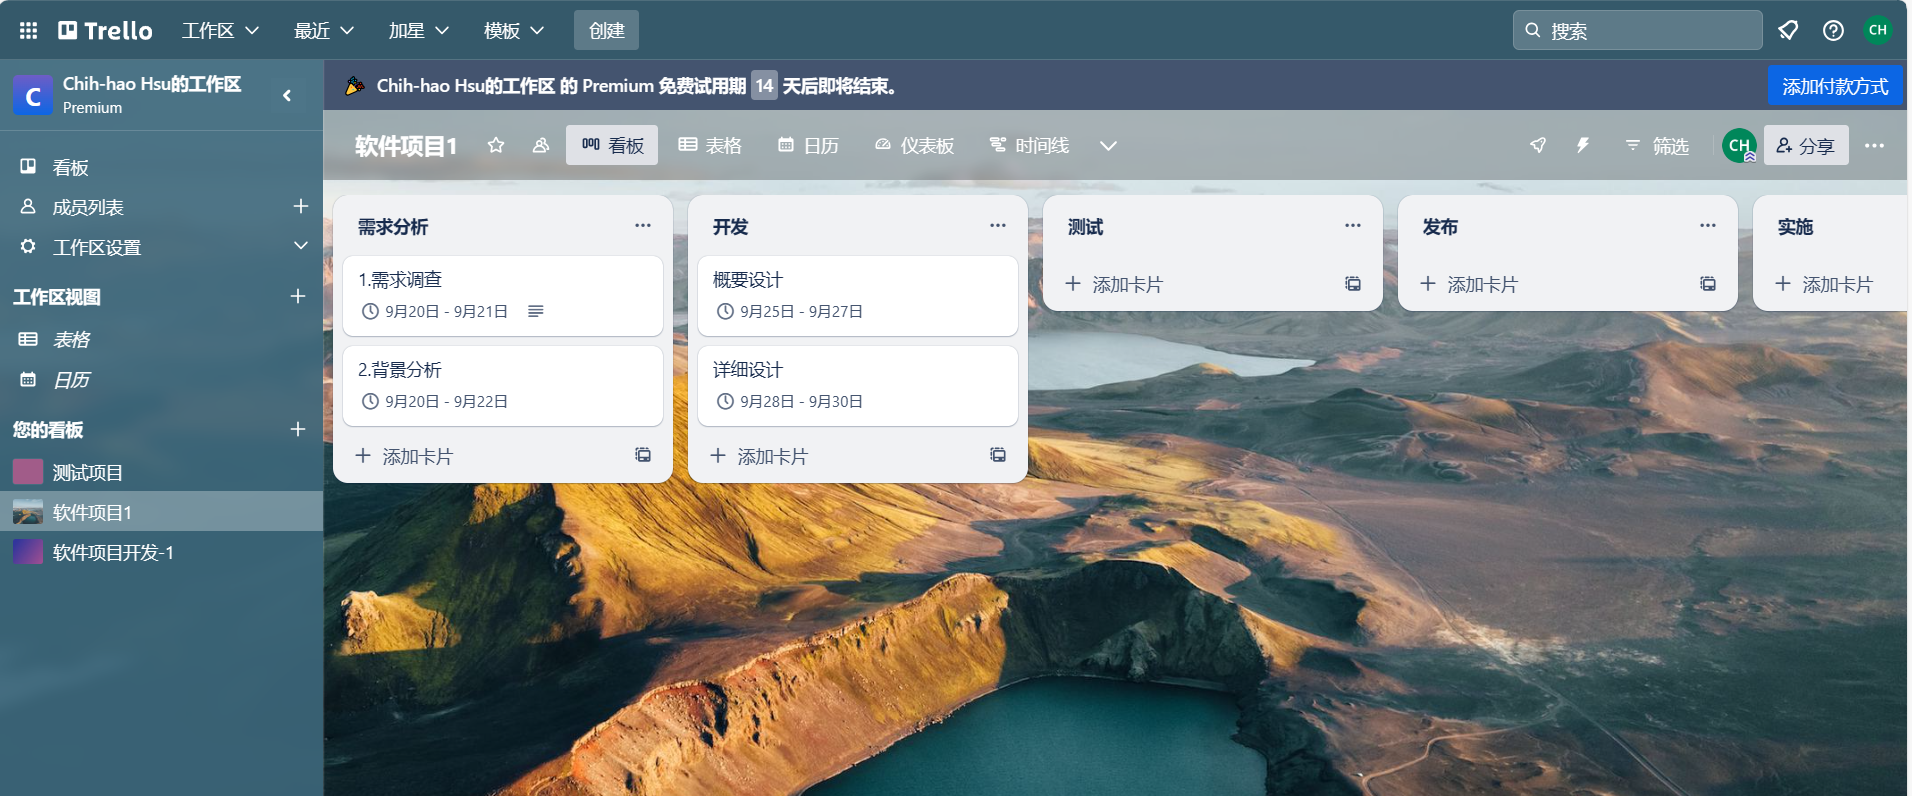 Trello 工作区 最近 加星 模板 创建 搜索 CH
C Chih-hao Hsu的工作区
Premium
Chih-hao Hsu的工作区 的 Premium 免费试用期 14 天后即将结束。 添加付款方式
软件项目1 看板 表格 日历 仪表板 时间线 筛选 CH 分享
看板
成员列表
工作区设置
工作区视图
表格
日历
您的看板
测试项目
软件项目1
软件项目开发-1
需求分析
1.需求调查
9月20日 - 9月21日
2.背景分析
9月20日 - 9月22日
添加卡片
开发
概要设计
9月25日 - 9月27日
详细设计
9月28日 - 9月30日
添加卡片
测试
添加卡片
发布
添加卡片
实施
添加卡片